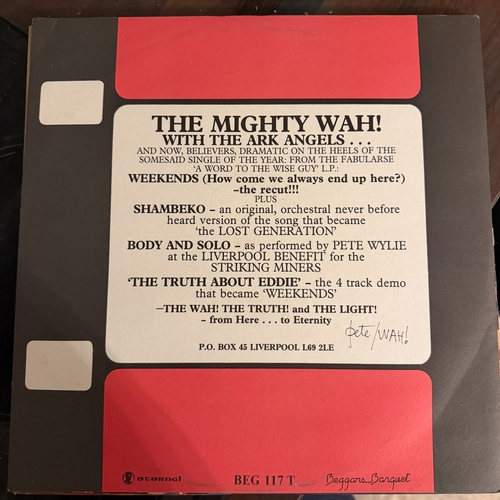 THE MIGHTY WAH!
WITH THE ARK ANGELS . . .
AND NOW, BELIEVERS, DRAMATIC ON THE HEELS OF THE
SOMESAID SINGLE OF THE YEAR: FROM THE FABULARSE
'A WORD TO THE WISE GUY' L.P.:
WEEKENDS (How come we always end up here?)
–the recut!!!
PLUS
SHAMBEKO – an original, orchestral never before
heard version of the song that became
'the LOST GENERATION'
BODY AND SOLO – as performed by PETE WYLIE
at the LIVERPOOL BENEFIT for the
STRIKING MINERS
'THE TRUTH ABOUT EDDIE' – the 4 track demo
that became 'WEEKENDS'
–THE WAH! THE TRUTH! and THE LIGHT!
– from Here . . . to Eternity
pete/WAH!
P.O. BOX 45 LIVERPOOL L69 2LE
eternal BEG 117 T Beggars Banquet